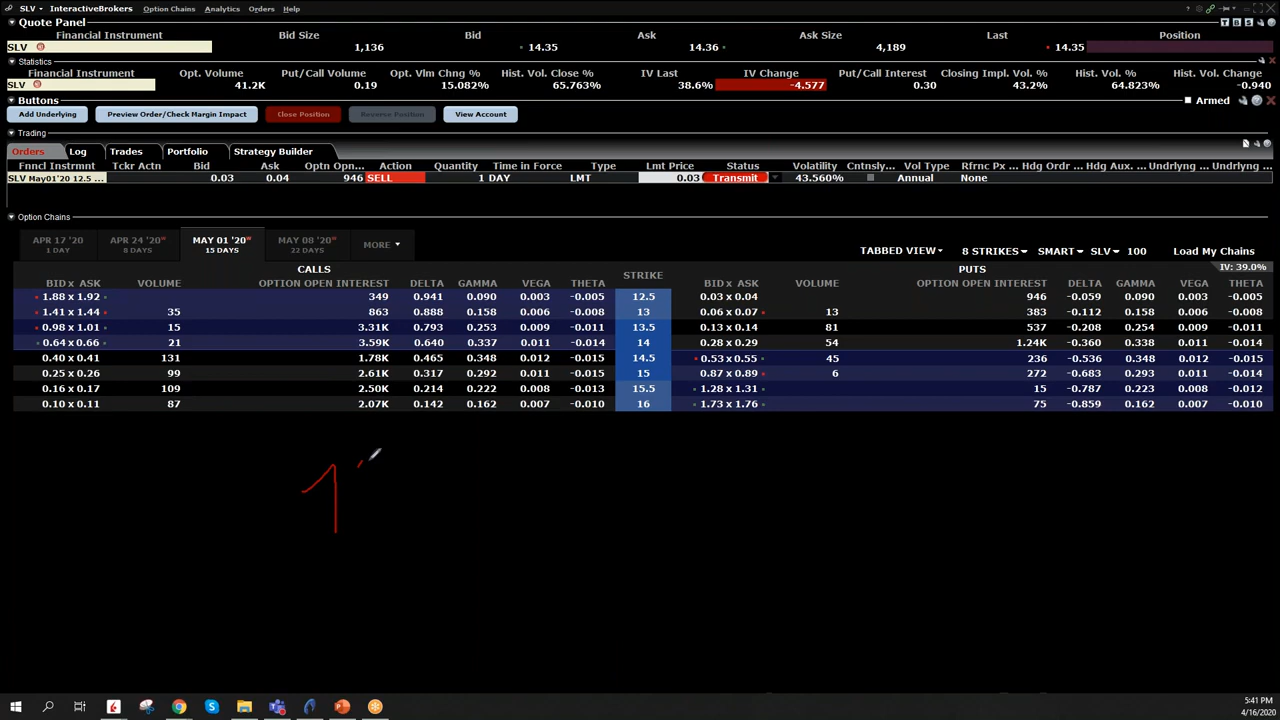 SLV InteractiveBrokers Option Chains Analytics Orders Help
Quote Panel T B S
Financial Instrument Bid Size Bid Ask Ask Size Last Position
SLV 1,136 14.35 14.36 4,189 14.35
Statistics
Financial Instrument Opt. Volume Put/Call Volume Opt. Vlm Chng % Hist. Vol. Close % IV Last IV Change Put/Call Interest Closing Impl. Vol. % Hist. Vol. % Hist. Vol. Change
SLV 41.2K 0.19 15.082% 65.763% 38.6% -4.577 0.30 43.2% 64.823% -0.940
Buttons Armed
Add Underlying Preview Order/Check Margin Impact Close Position Reverse Position View Account
Trading
Orders Log Trades Portfolio Strategy Builder
Fnncl Instrmnt Tckr Actn Bid Ask Optn Opn... Action Quantity Time in Force Type Lmt Price Status Volatility Cntnsly... Vol Type Rfrnc Px ... Hdg Ordr ... Hdg Aux. ... Undrlyng ... Undrlyng ...
SLV May01'20 12.5 ... 0.03 0.04 946 SELL 1 DAY LMT 0.03 Transmit 43.560% Annual None
Option Chains
APR 17 '20 APR 24 '20W MAY 01 '20W MAY 08 '20W MORE
1 DAY 8 DAYS 15 DAYS 22 DAYS
TABBED VIEW 8 STRIKES SMART SLV 100 Load My Chains
CALLS STRIKE PUTS IV: 39.0%
BID x ASK VOLUME OPTION OPEN INTEREST DELTA GAMMA VEGA THETA BID x ASK VOLUME OPTION OPEN INTEREST DELTA GAMMA VEGA THETA
1.88 x 1.92 349 0.941 0.090 0.003 -0.005 12.5 0.03 x 0.04 946 -0.059 0.090 0.003 -0.005
1.41 x 1.44 35 863 0.888 0.158 0.006 -0.008 13 0.06 x 0.07 13 383 -0.112 0.158 0.006 -0.008
0.98 x 1.01 15 3.31K 0.793 0.253 0.009 -0.011 13.5 0.13 x 0.14 81 537 -0.208 0.254 0.009 -0.011
0.64 x 0.66 21 3.59K 0.640 0.337 0.011 -0.014 14 0.28 x 0.29 54 1.24K -0.360 0.338 0.011 -0.014
0.40 x 0.41 131 1.78K 0.465 0.348 0.012 -0.015 14.5 0.53 x 0.55 45 236 -0.536 0.348 0.012 -0.015
0.25 x 0.26 99 2.61K 0.317 0.292 0.011 -0.014 15 0.87 x 0.89 6 272 -0.683 0.293 0.011 -0.014
0.16 x 0.17 109 2.50K 0.214 0.222 0.008 -0.013 15.5 1.28 x 1.31 15 -0.787 0.223 0.008 -0.012
0.10 x 0.11 87 2.07K 0.142 0.162 0.007 -0.010 16 1.73 x 1.76 75 -0.859 0.162 0.007 -0.010
1
5:41 PM
4/16/2020